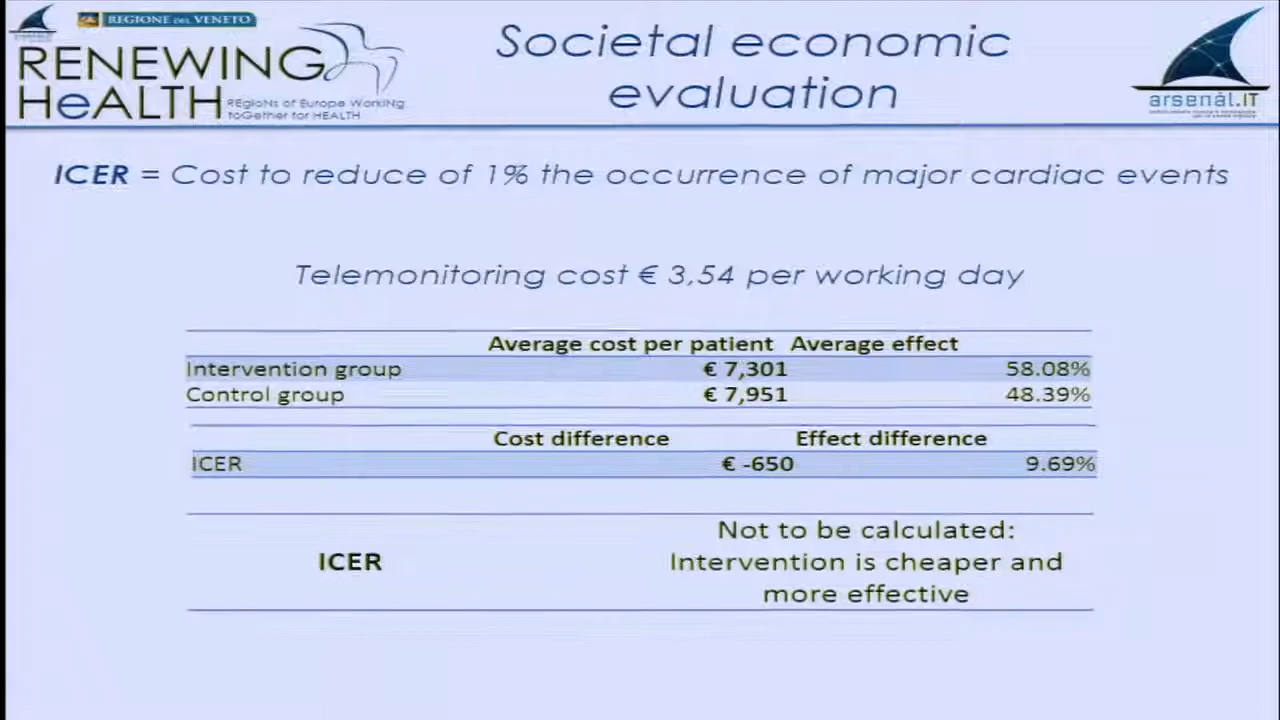 REGIONE DEL VENETO
RENEWING
HeALTH
REgioNs of Europe WorkiNg
toGether for HEALTH
Societal economic
evaluation
arsenàl.IT
ICER = Cost to reduce of 1% the occurrence of major cardiac events
Telemonitoring cost € 3,54 per working day
Average cost per patient Average effect
Intervention group € 7,301 58.08%
Control group € 7,951 48.39%
Cost difference Effect difference
ICER € -650 9.69%
Not to be calculated:
ICER Intervention is cheaper and
more effective